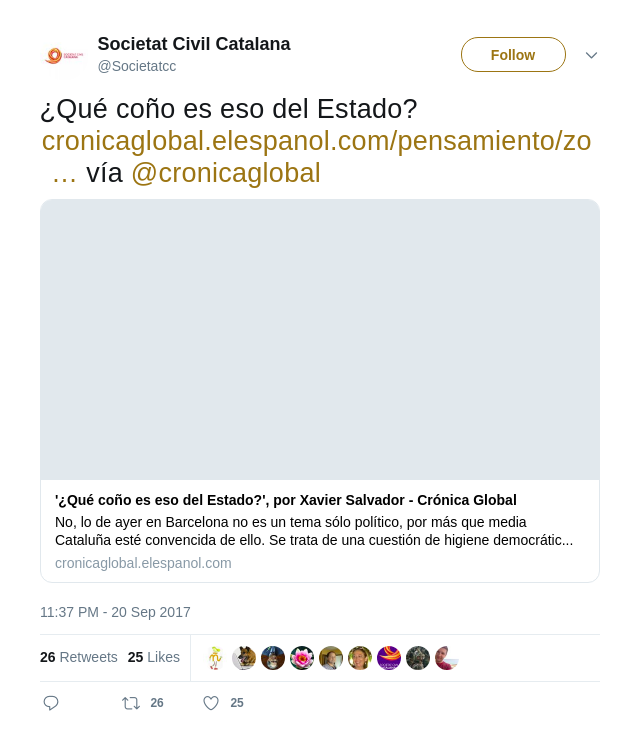 Societat Civil Catalana
@Societatcc
Follow
¿Qué coño es eso del Estado?
cronicaglobal.elespanol.com/pensamiento/zo
… vía @cronicaglobal
'¿Qué coño es eso del Estado?', por Xavier Salvador - Crónica Global
No, lo de ayer en Barcelona no es un tema sólo político, por más que media
Cataluña esté convencida de ello. Se trata de una cuestión de higiene democrátic...
cronicaglobal.elespanol.com
11:37 PM - 20 Sep 2017
26 Retweets 25 Likes
26 25